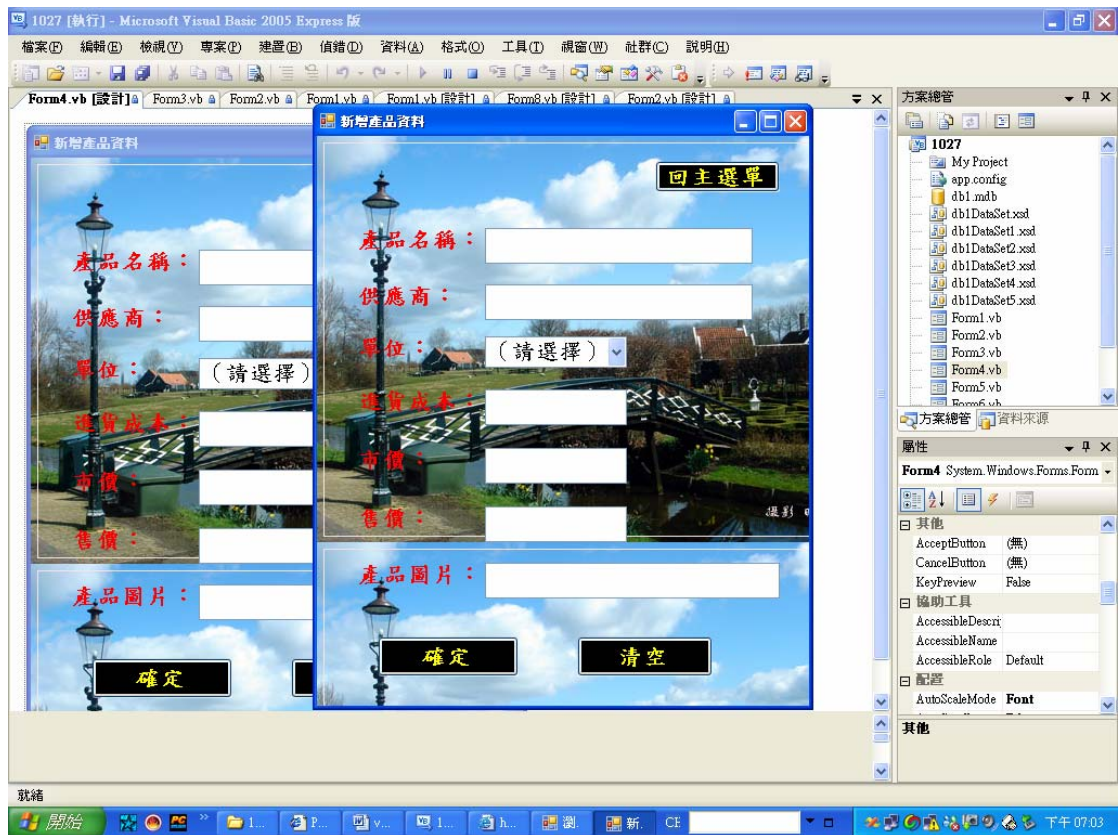 1027 [執行] - Microsoft Visual Basic 2005 Express 版
檔案(F) 編輯(E) 檢視(V) 專案(P) 建置(B) 偵錯(D) 資料(A) 格式(O) 工具(T) 視窗(W) 社群(C) 說明(H)
Form4.vb [設計] Form3.vb Form2.vb Form1.vb Form1.vb [設計] Form8.vb [設計] Form2.vb [設計]
新增產品資料
產品名稱：
供應商：
單位：
(請選擇)
進貨成本：
市價：
售價：
產品圖片：
確定
新增產品資料
回主選單
產品名稱：
供應商：
單位：
(請選擇)
進貨成本：
市價：
售價：
攝影
產品圖片：
確定 清空
方案總管
1027
My Project
app.config
db1.mdb
db1DataSet.xsd
db1DataSet1.xsd
db1DataSet2.xsd
db1DataSet3.xsd
db1DataSet4.xsd
db1DataSet5.xsd
Form1.vb
Form2.vb
Form3.vb
Form4.vb
Form5.vb
Form6.vb
方案總管 資料來源
屬性
Form4 System.Windows.Forms.Form
其他
AcceptButton (無)
CancelButton (無)
KeyPreview False
協助工具
AccessibleDescri
AccessibleName
AccessibleRole Default
配置
AutoScaleMode Font
其他
就緒
開始 1... P... v... 1... h... 瀏. 新. CH 下午 07:03